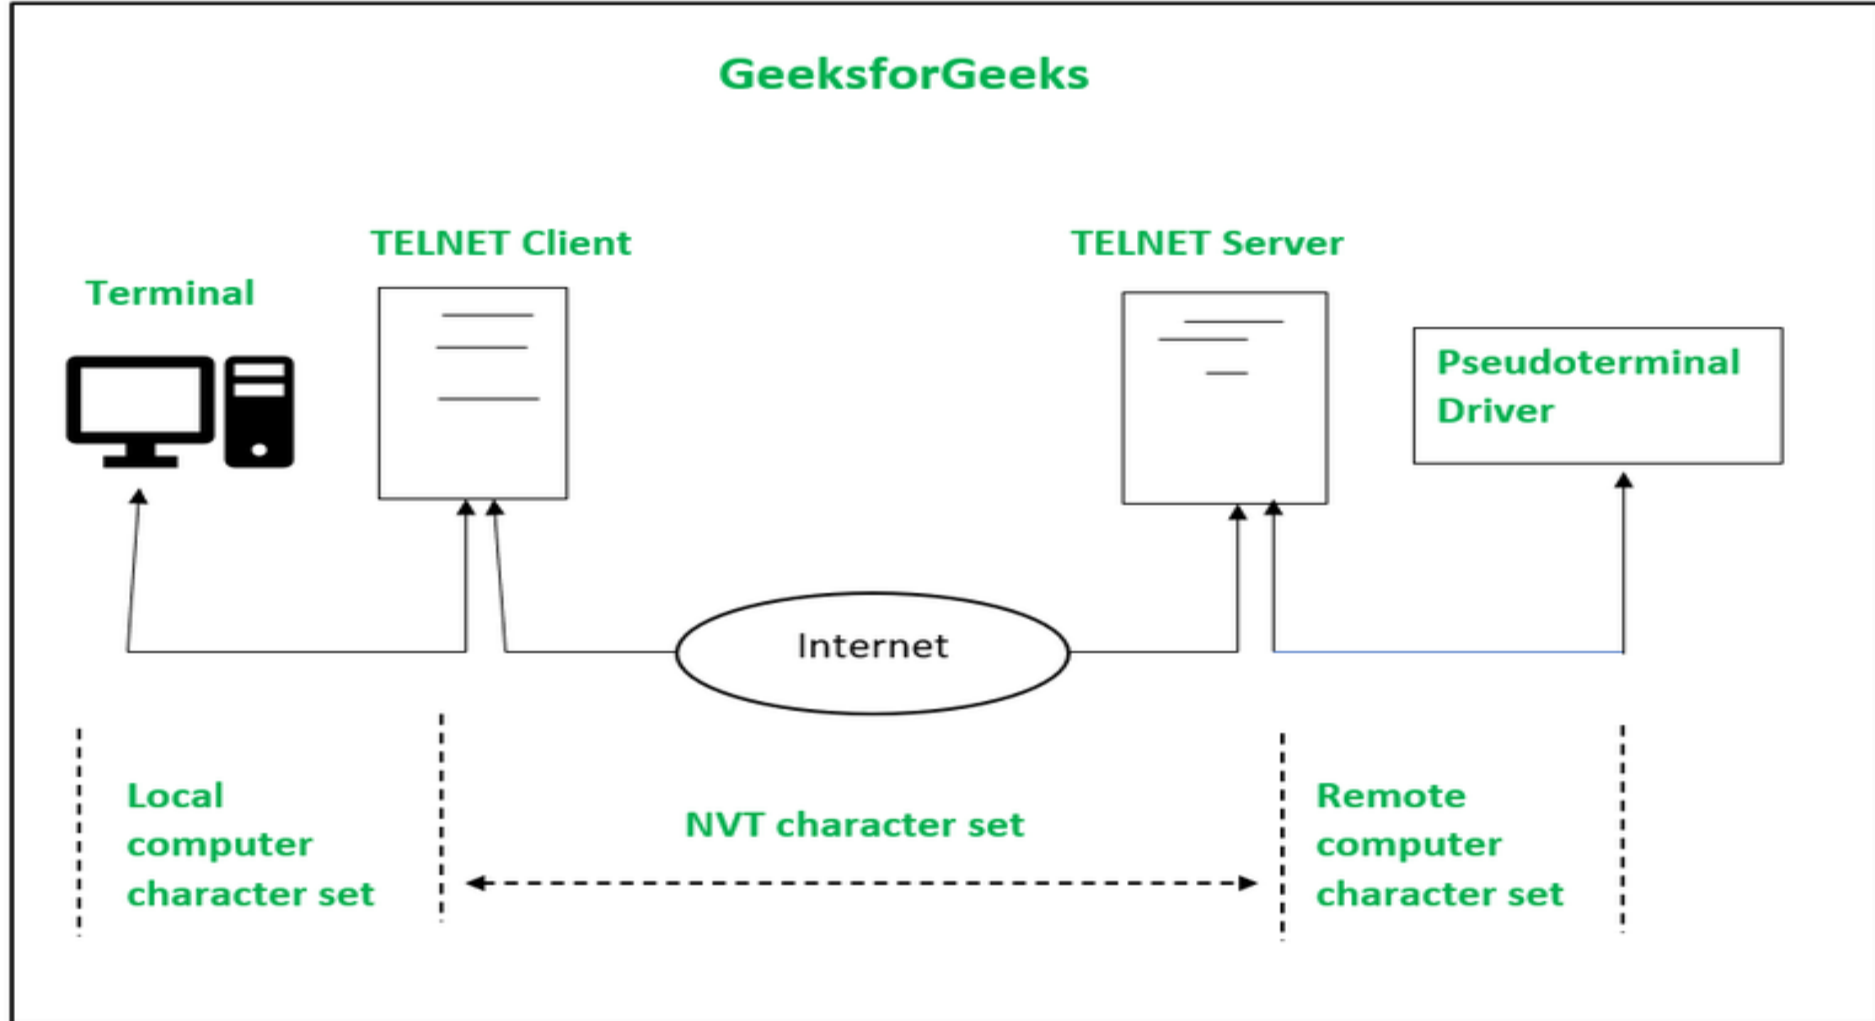 GeeksforGeeks
TELNET Client
TELNET Server
Terminal
Pseudoterminal
Driver
Internet
Local
computer
character set
NVT character set
Remote
computer
character set